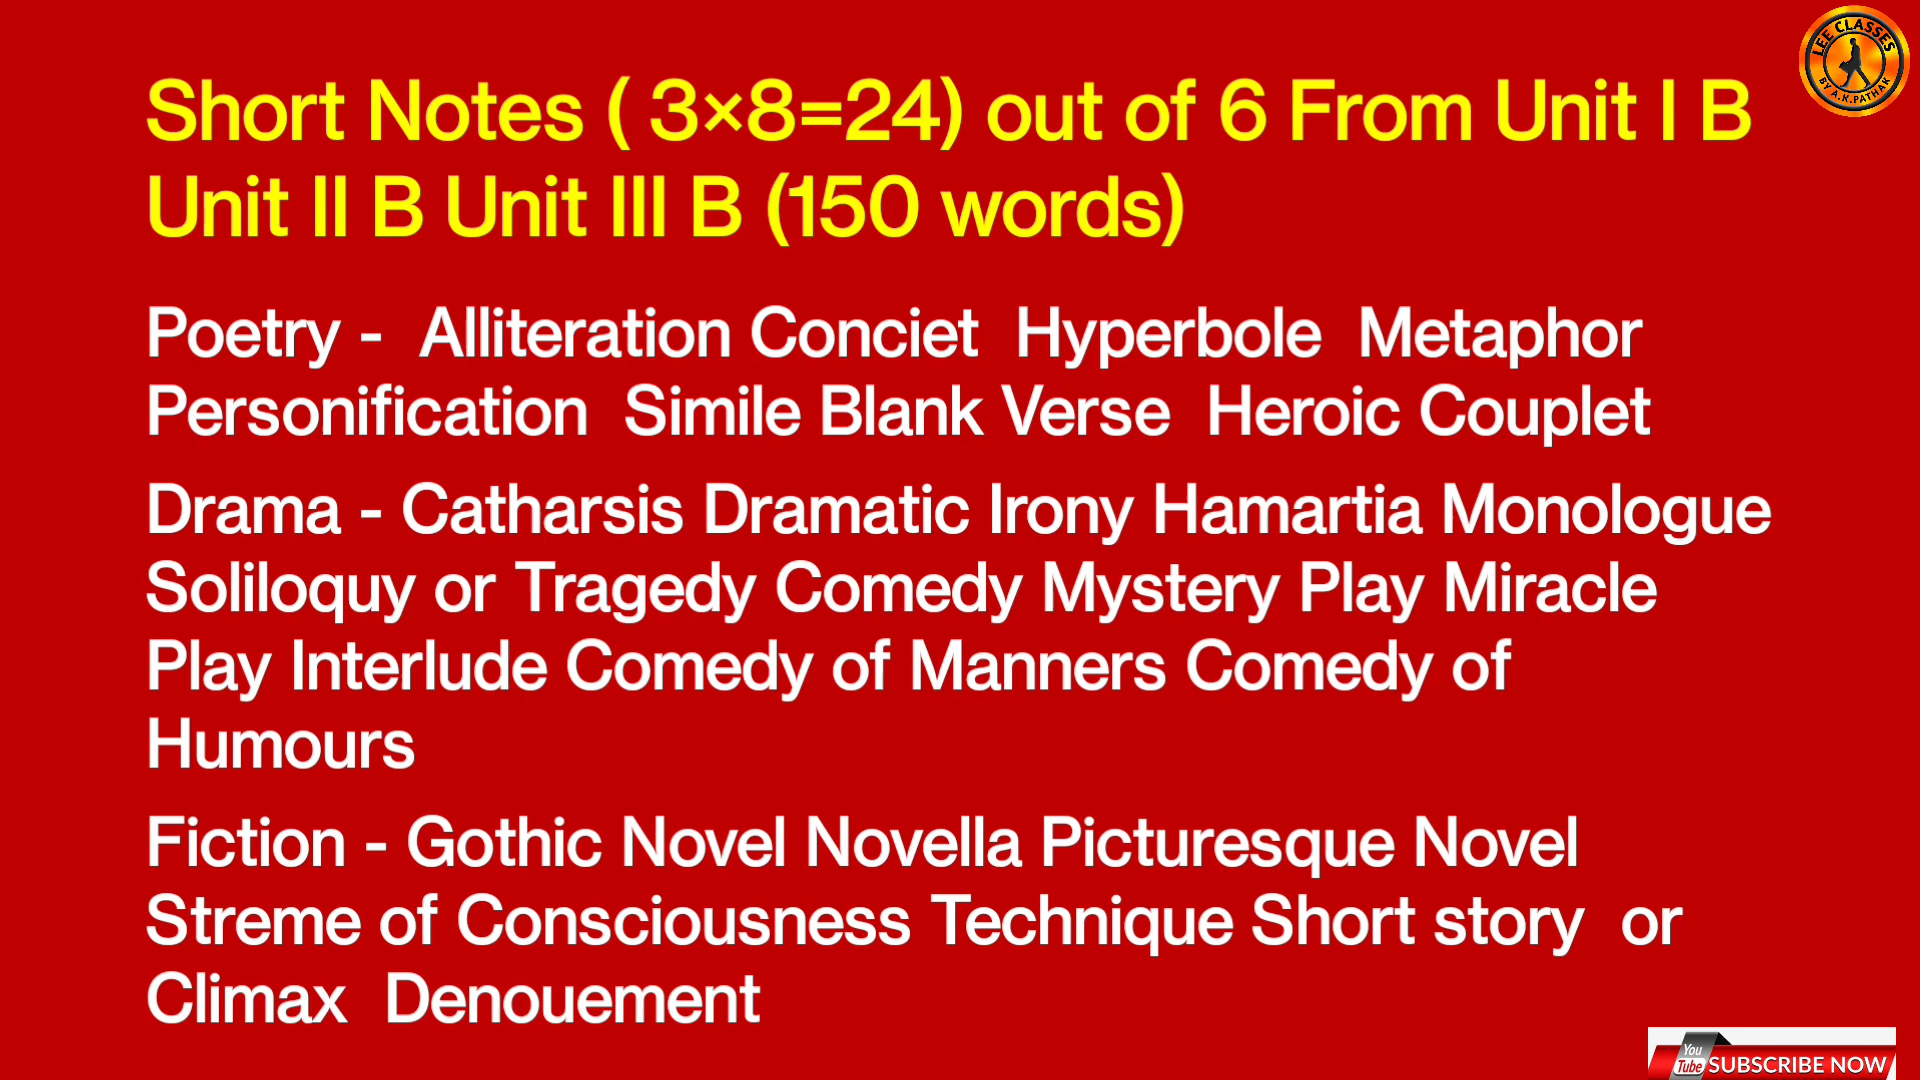 Short Notes ( 3×8=24) out of 6 From Unit I B
Unit II B Unit III B (150 words)
Poetry - Alliteration Conciet Hyperbole Metaphor
Personification Simile Blank Verse Heroic Couplet
Drama - Catharsis Dramatic Irony Hamartia Monologue
Soliloquy or Tragedy Comedy Mystery Play Miracle
Play Interlude Comedy of Manners Comedy of
Humours
Fiction - Gothic Novel Novella Picturesque Novel
Streme of Consciousness Technique Short story or
Climax Denouement
LEE CLASSES
BY A.K.PATHAK
You
Tube
SUBSCRIBE NOW